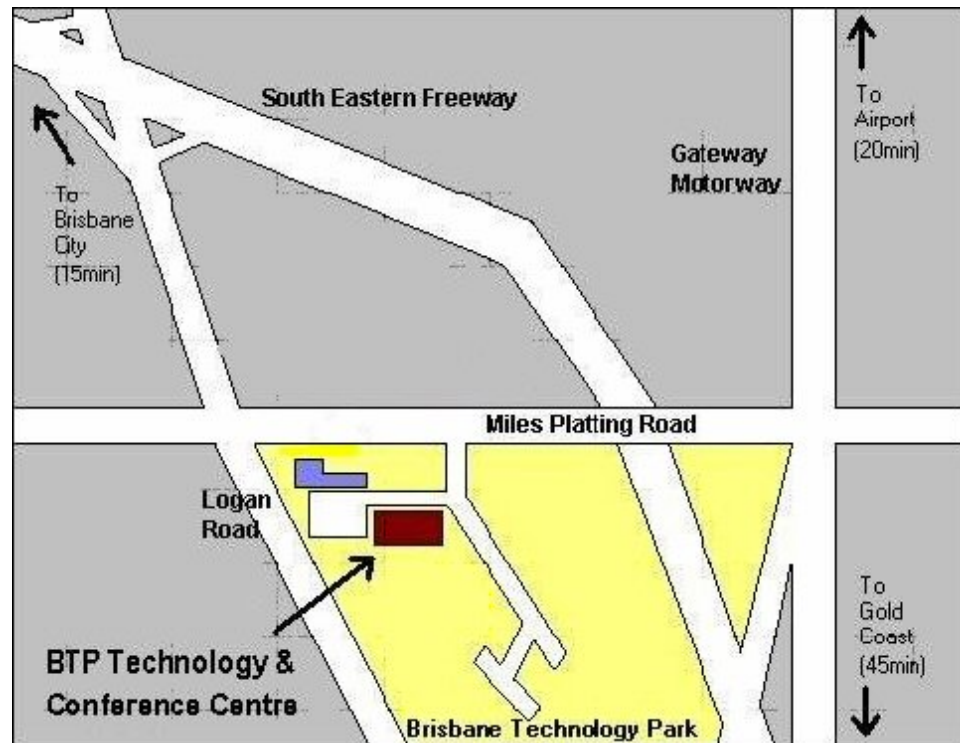 South Eastern Freeway
To
Airport
(20min)
Gateway
Motorway
To
Brisbane
City
(15min)
Miles Platting Road
Logan
Road
To
Gold
Coast
(45min)
BTP Technology &
Conference Centre
Brisbane Technology Park